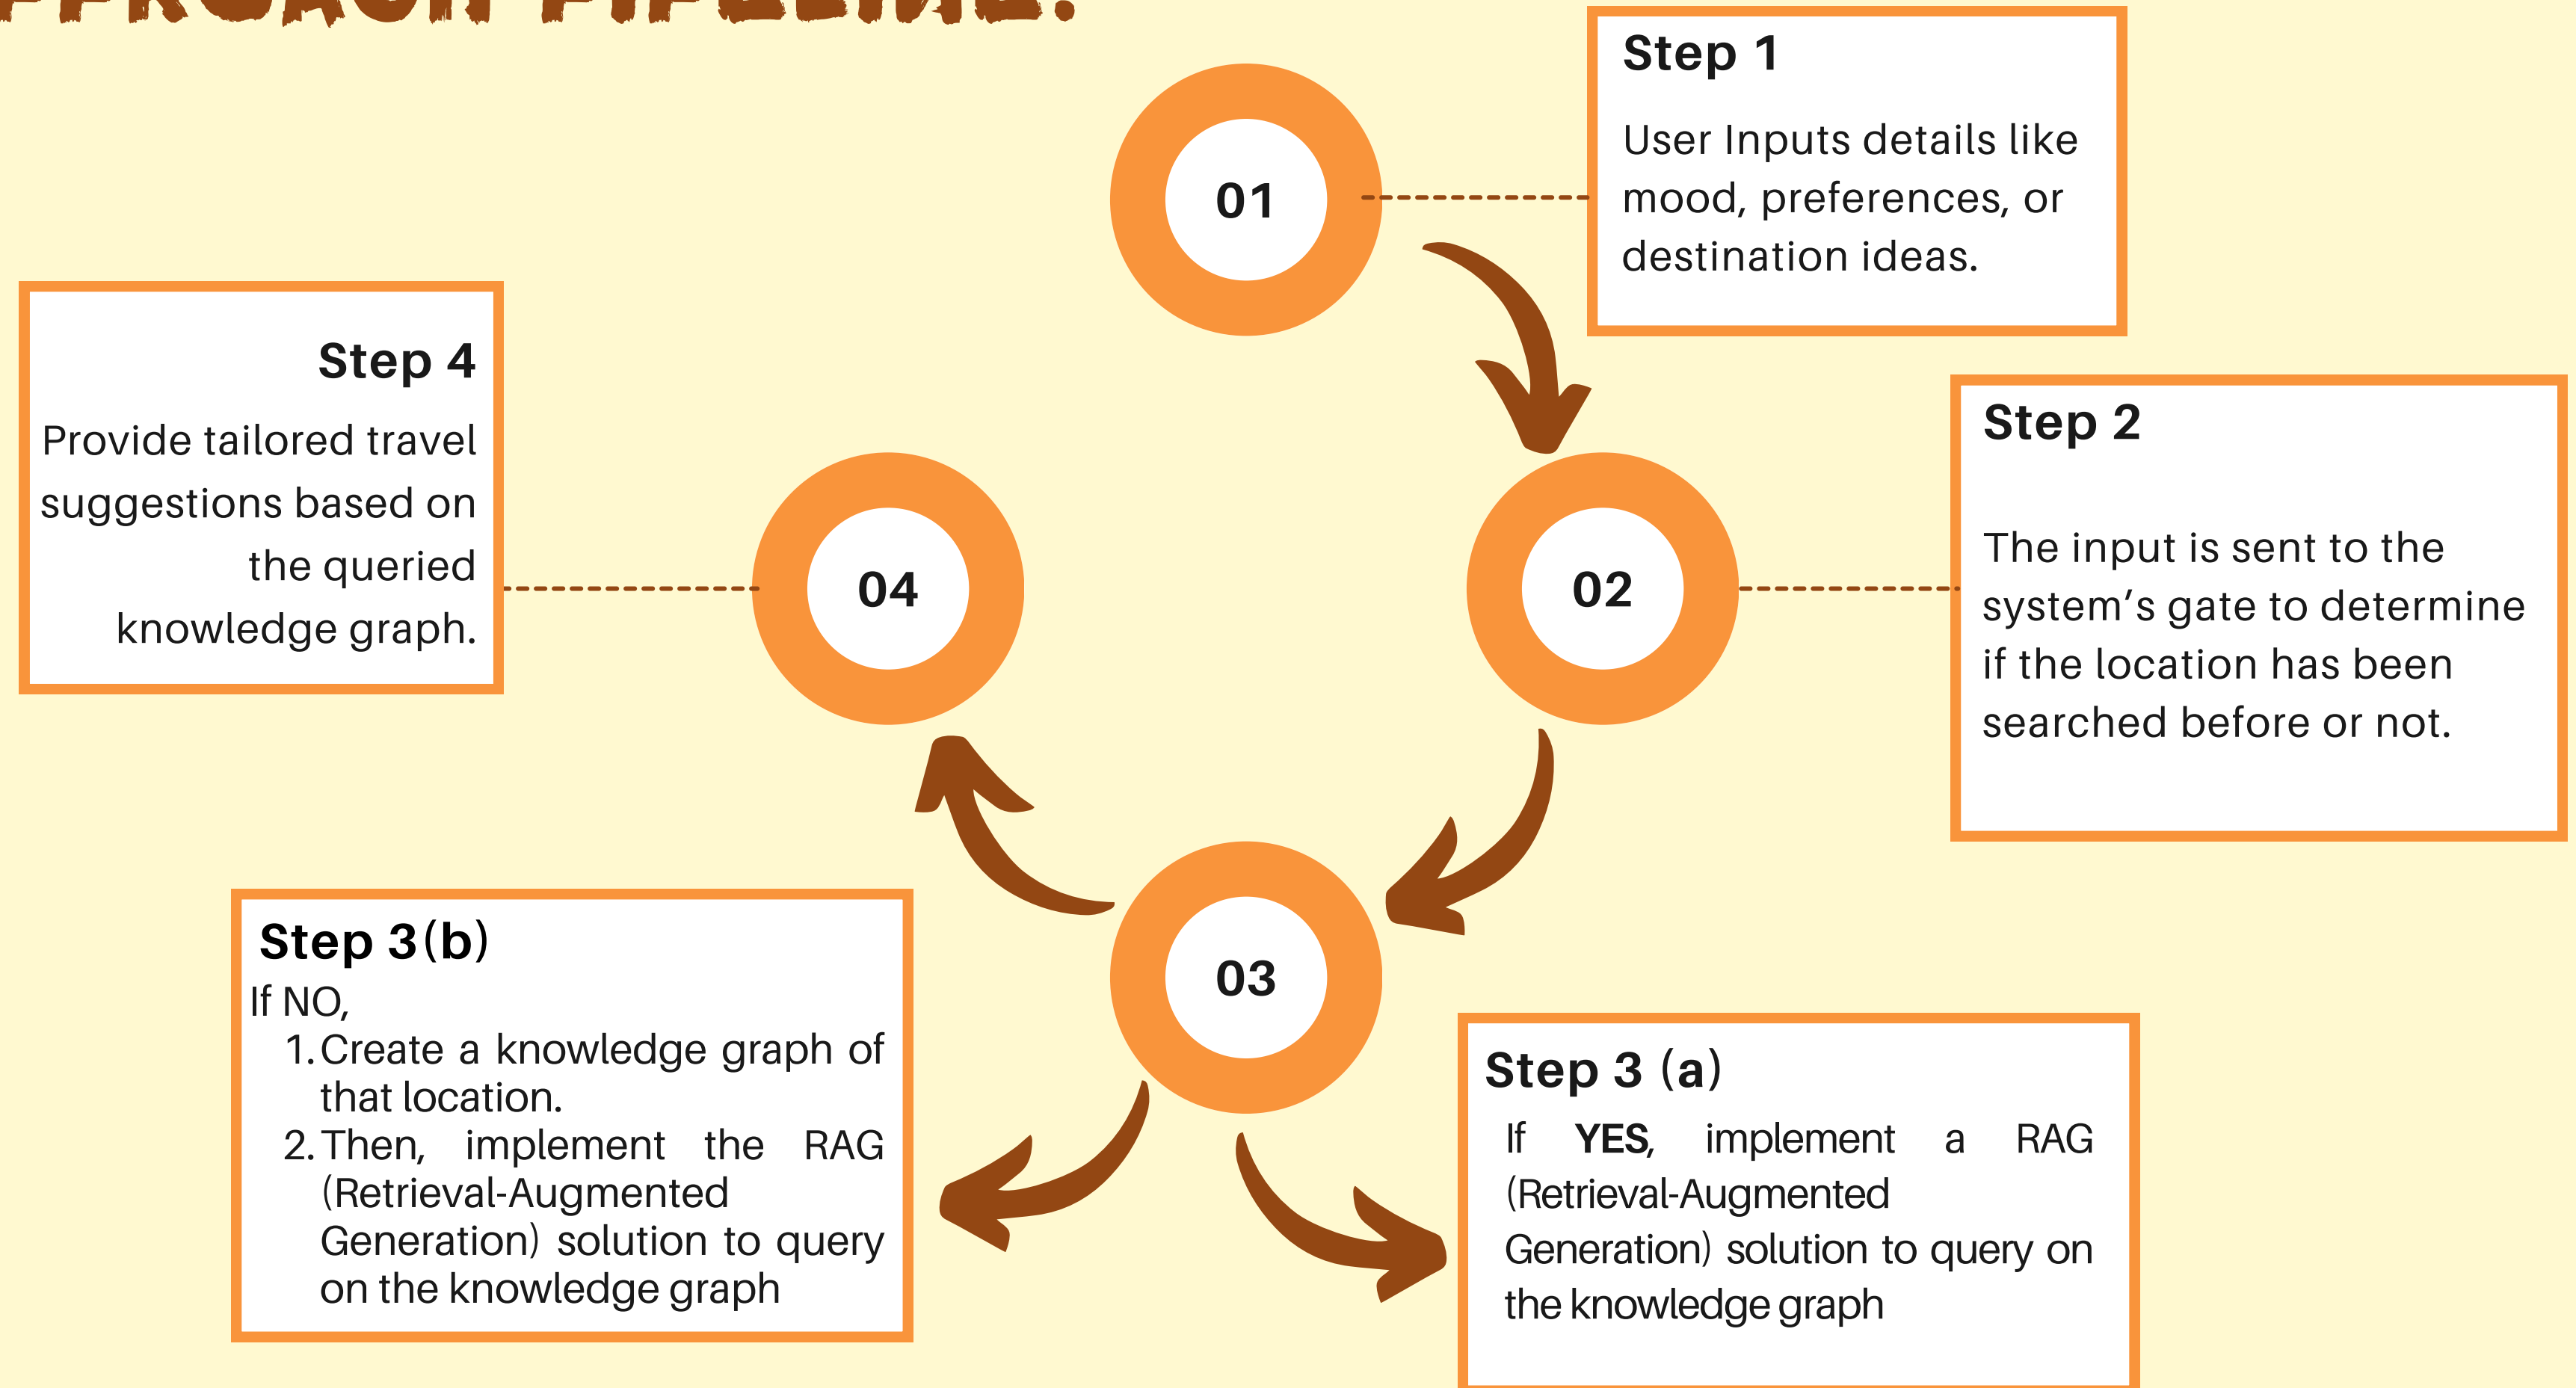 PIPELINE:
01
Step 1
User Inputs details like
mood, preferences, or
destination ideas.
02
Step 2
The input is sent to the
system’s gate to determine
if the location has been
searched before or not.
03
Step 3 (a)
If YES, implement a RAG
(Retrieval-Augmented
Generation) solution to query on
the knowledge graph
Step 3(b)
If NO,
1. Create a knowledge graph of
that location.
2. Then, implement the RAG
(Retrieval-Augmented
Generation) solution to query
on the knowledge graph
04
Step 4
Provide tailored travel
suggestions based on
the queried
knowledge graph.